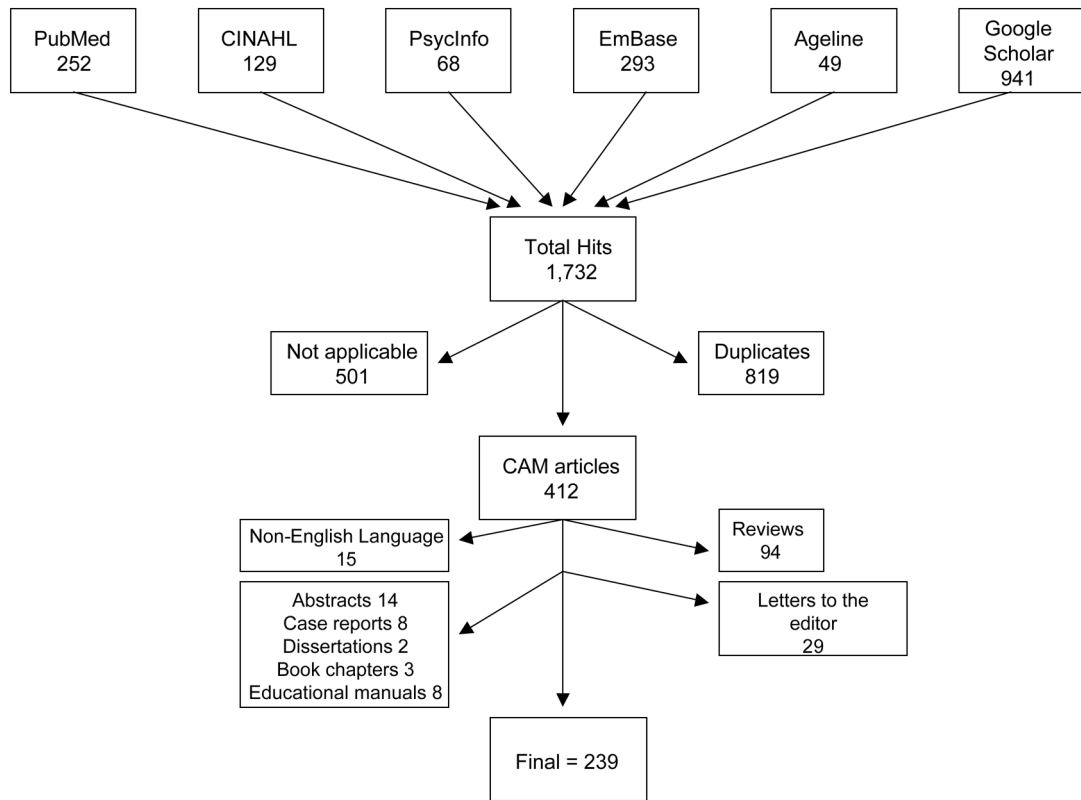 PubMed
252
CINAHL
129
PsycInfo
68
EmBase
293
Ageline
49
Google
Scholar
941
Total Hits
1,732
Not applicable
501
Duplicates
819
CAM articles
412
Non-English Language
15
Reviews
94
Abstracts 14
Case reports 8
Dissertations 2
Book chapters 3
Educational manuals 8
Letters to the
editor
29
Final = 239